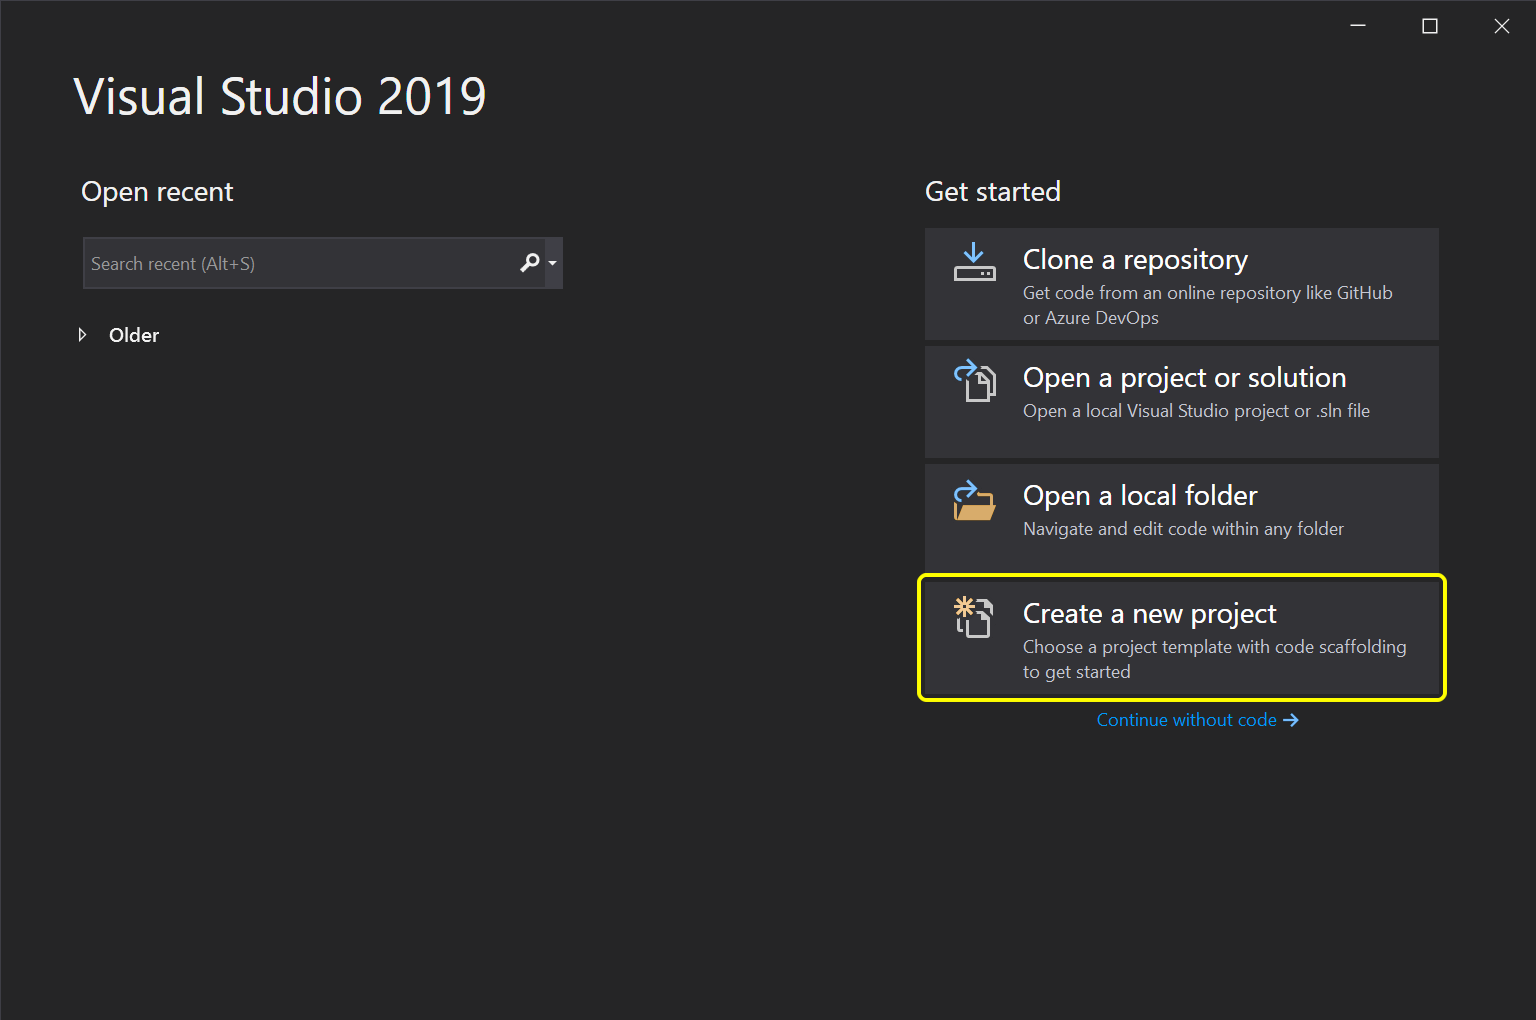 Visual Studio 2019
Open recent
Search recent (Alt+S)
Older
Get started
Clone a repository
Get code from an online repository like GitHub
or Azure DevOps
Open a project or solution
Open a local Visual Studio project or .sln file
Open a local folder
Navigate and edit code within any folder
Create a new project
Choose a project template with code scaffolding
to get started
Continue without code